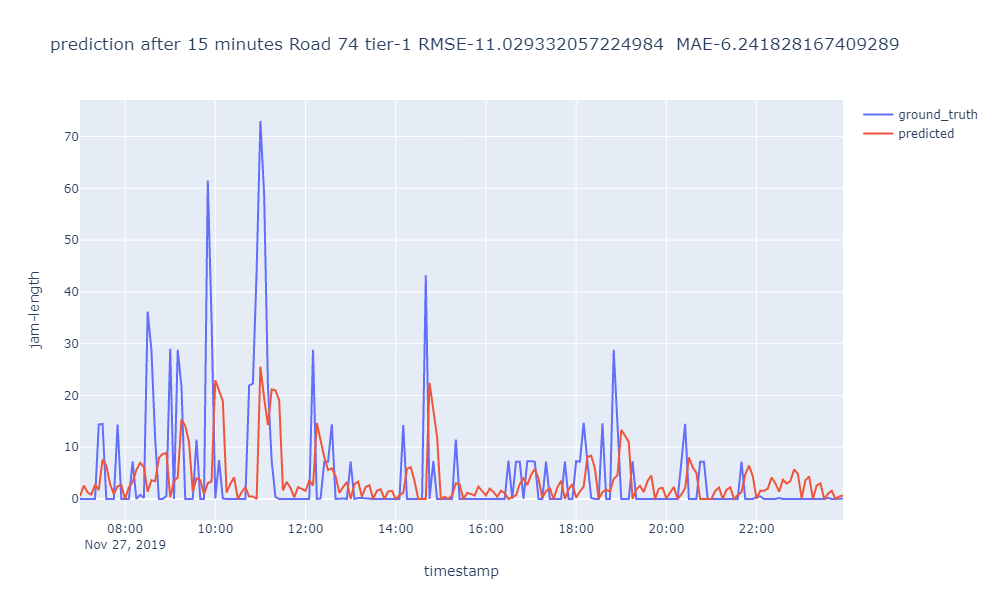 prediction after 15 minutes Road 74 tier-1 RMSE-11.029332057224984  MAE-6.241828167409289
ground_truth
predicted
jam-length
70
60
50
40
30
20
10
0
08:00 10:00 12:00 14:00 16:00 18:00 20:00 22:00
Nov 27, 2019
timestamp